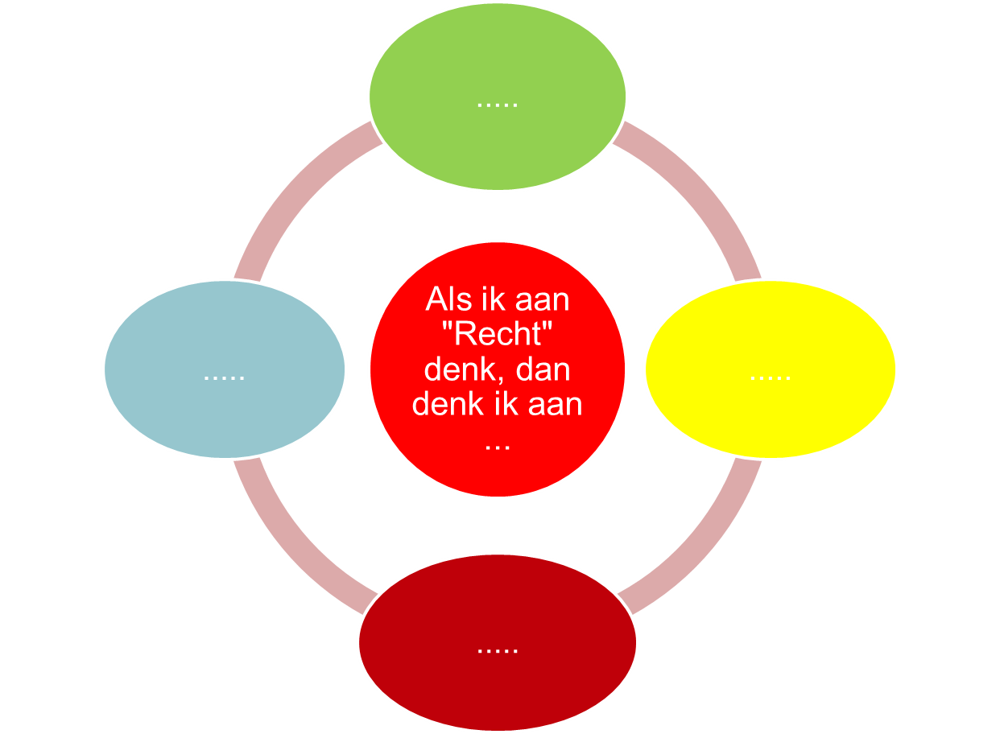 .....
Als ik aan
"Recht"
denk, dan
denk ik aan
...
.....
.....
.....